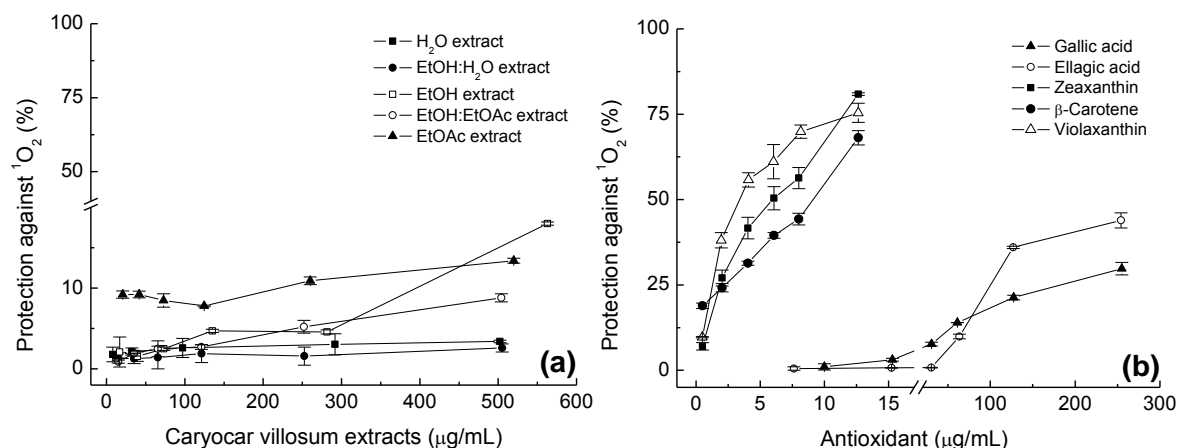 100
75
50
10
0
Protection against ¹O₂ (%)
H₂O extract
EtOH:H₂O extract
EtOH extract
EtOH:EtOAc extract
EtOAc extract
(a)
0 100 200 300 400 500 600
Caryocar villosum extracts (μg/mL)
100
75
50
25
0
Protection against ¹O₂ (%)
Gallic acid
Ellagic acid
Zeaxanthin
β-Carotene
Violaxanthin
(b)
0 5 10 15 100 200 300
Antioxidant (μg/mL)